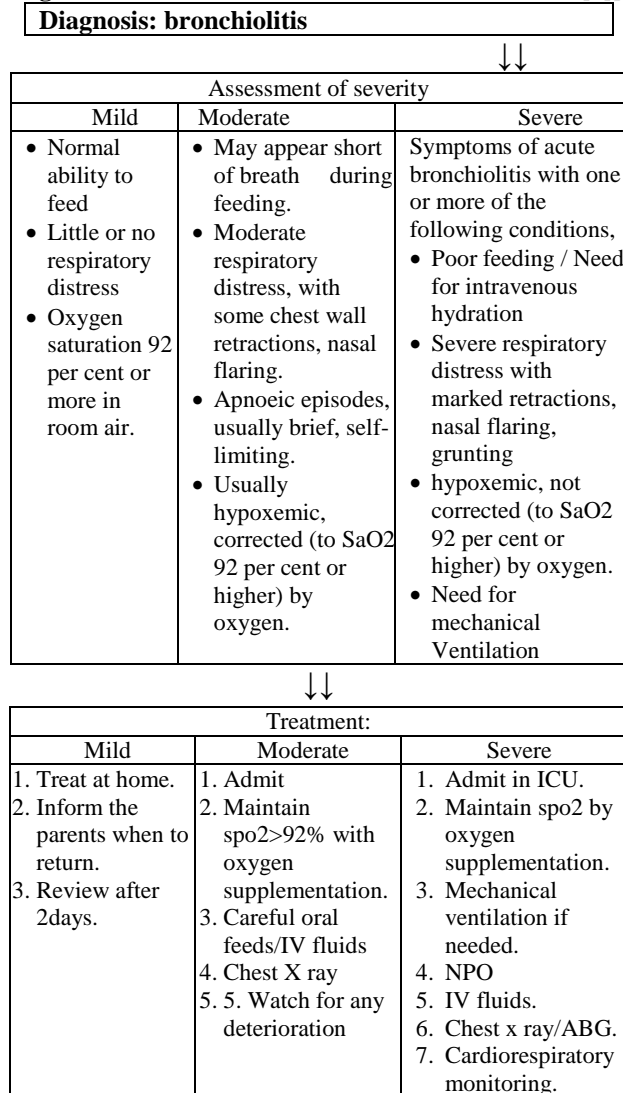 Diagnosis: bronchiolitis
↓↓
Assessment of severity
Mild
• Normal
ability to
feed
• Little or no
respiratory
distress
• Oxygen
saturation 92
per cent or
more in
room air.
Moderate
• May appear short
of breath during
feeding.
• Moderate
respiratory
distress, with
some chest wall
retractions, nasal
flaring.
• Apnoeic episodes,
usually brief, self-
limiting.
• Usually
hypoxemic,
corrected (to SaO2
92 per cent or
higher) by
oxygen.
Severe
Symptoms of acute
bronchiolitis with one
or more of the
following conditions,
• Poor feeding / Need
for intravenous
hydration
• Severe respiratory
distress with
marked retractions,
nasal flaring,
grunting
• hypoxemic, not
corrected (to SaO2
92 per cent or
higher) by oxygen.
• Need for
mechanical
Ventilation
↓↓
Treatment:
Mild
1. Treat at home.
2. Inform the
parents when to
return.
3. Review after
2days.
Moderate
1. Admit
2. Maintain
spo2>92% with
oxygen
supplementation.
3. Careful oral
feeds/IV fluids
4. Chest X ray
5. 5. Watch for any
deterioration
Severe
1. Admit in ICU.
2. Maintain spo2 by
oxygen
supplementation.
3. Mechanical
ventilation if
needed.
4. NPO
5. IV fluids.
6. Chest x ray/ABG.
7. Cardiorespiratory
monitoring.